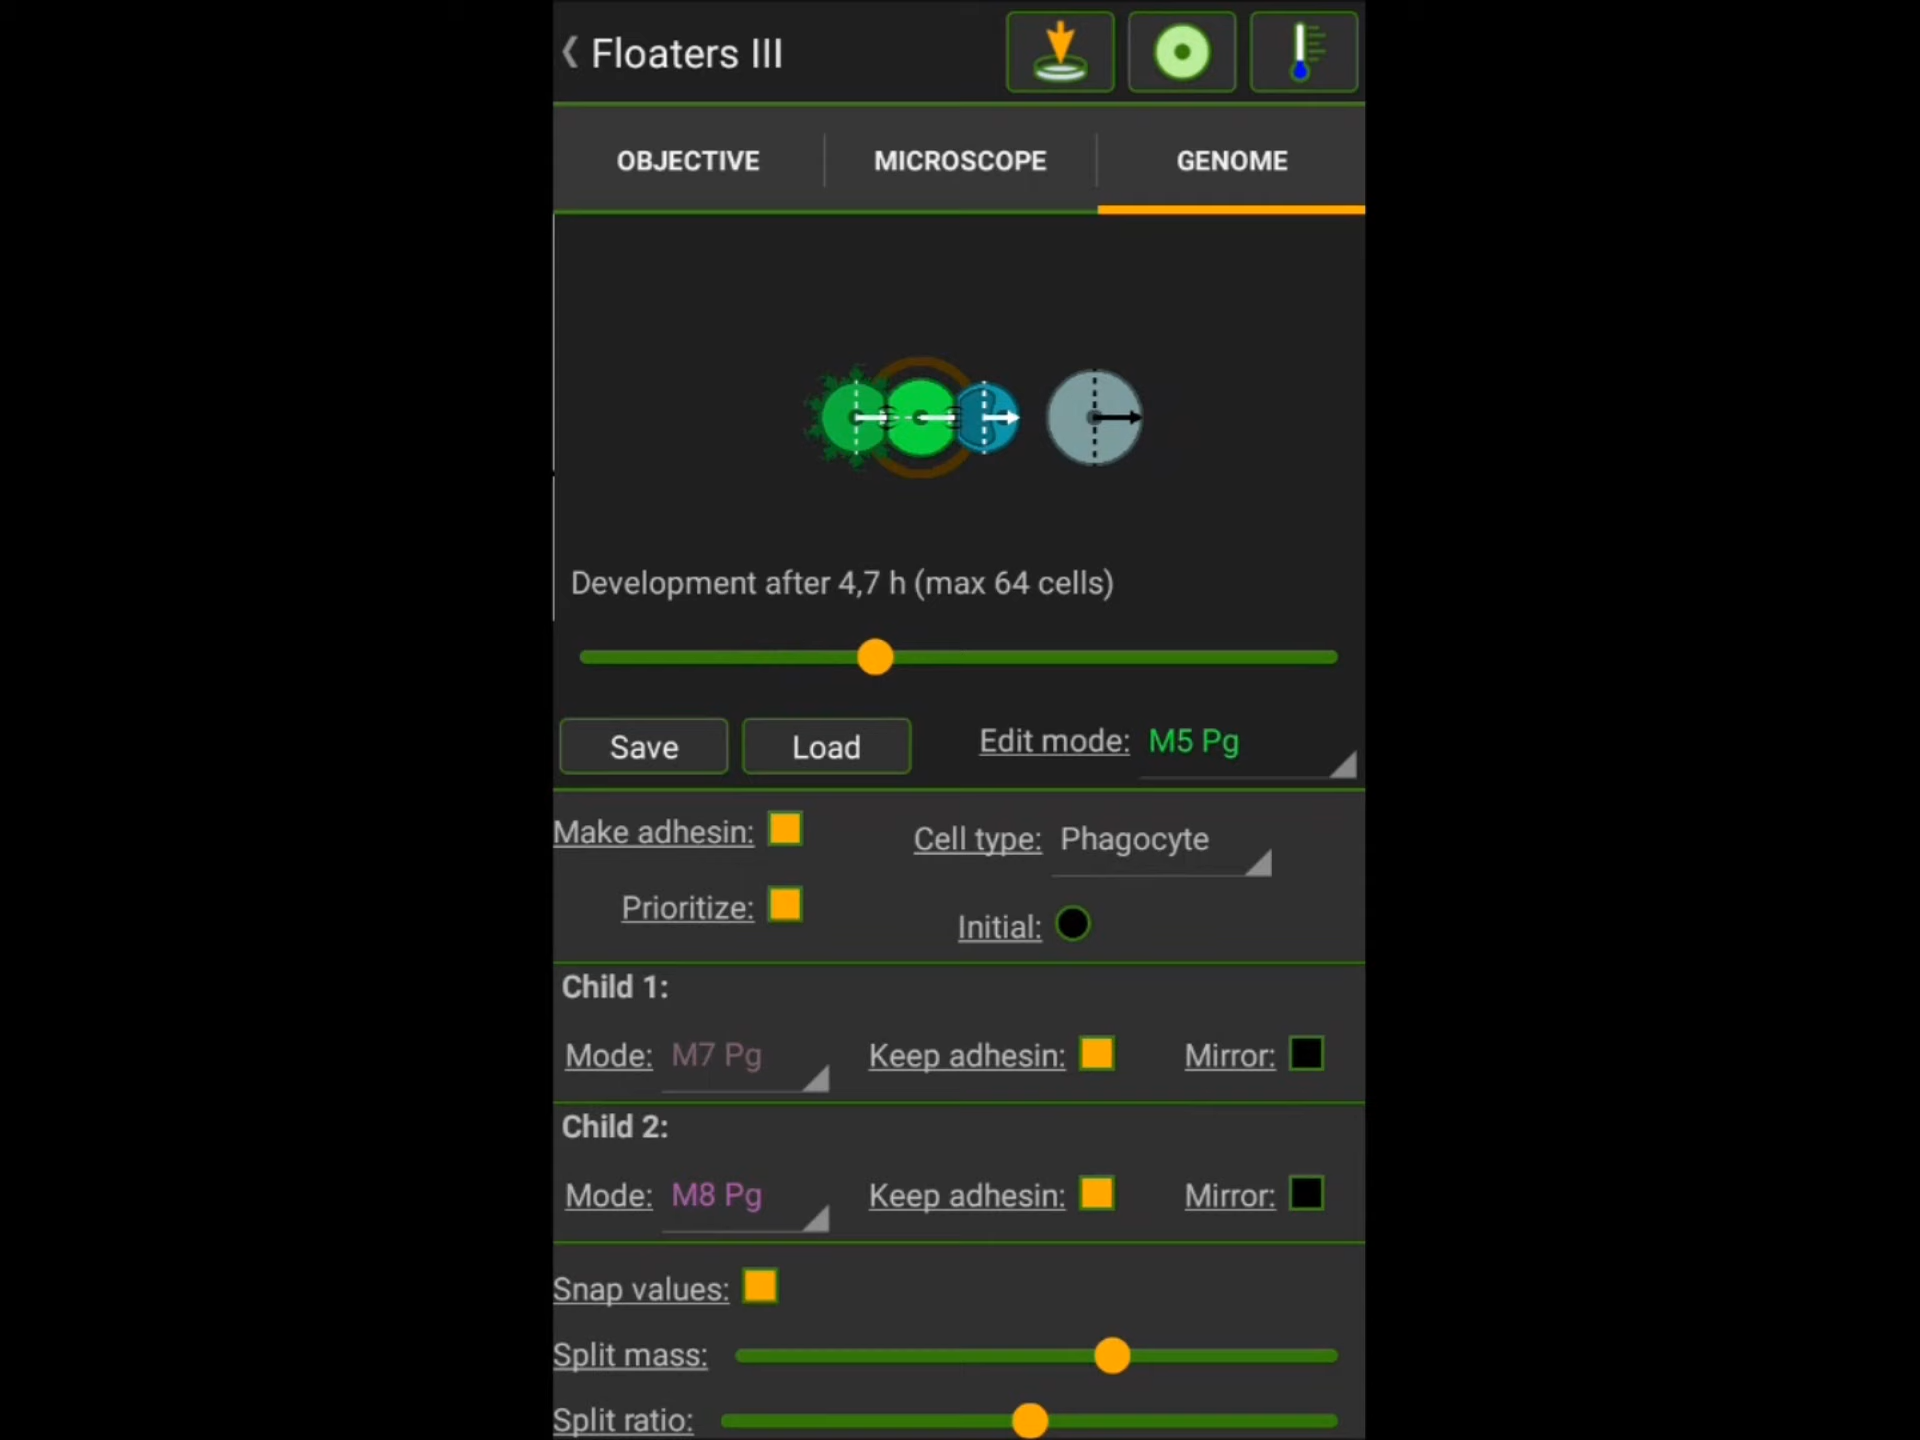 Floaters III
OBJECTIVE
MICROSCOPE
GENOME
Development after 4,7 h (max 64 cells)
Save
Load
Edit mode: M5 Pg
Make adhesin:
Cell type: Phagocyte
Prioritize:
Initial:
Child 1:
Mode: M7 Pg
Keep adhesin:
Mirror:
Child 2:
Mode: M8 Pg
Keep adhesin:
Mirror:
Snap values:
Split mass:
Split ratio: